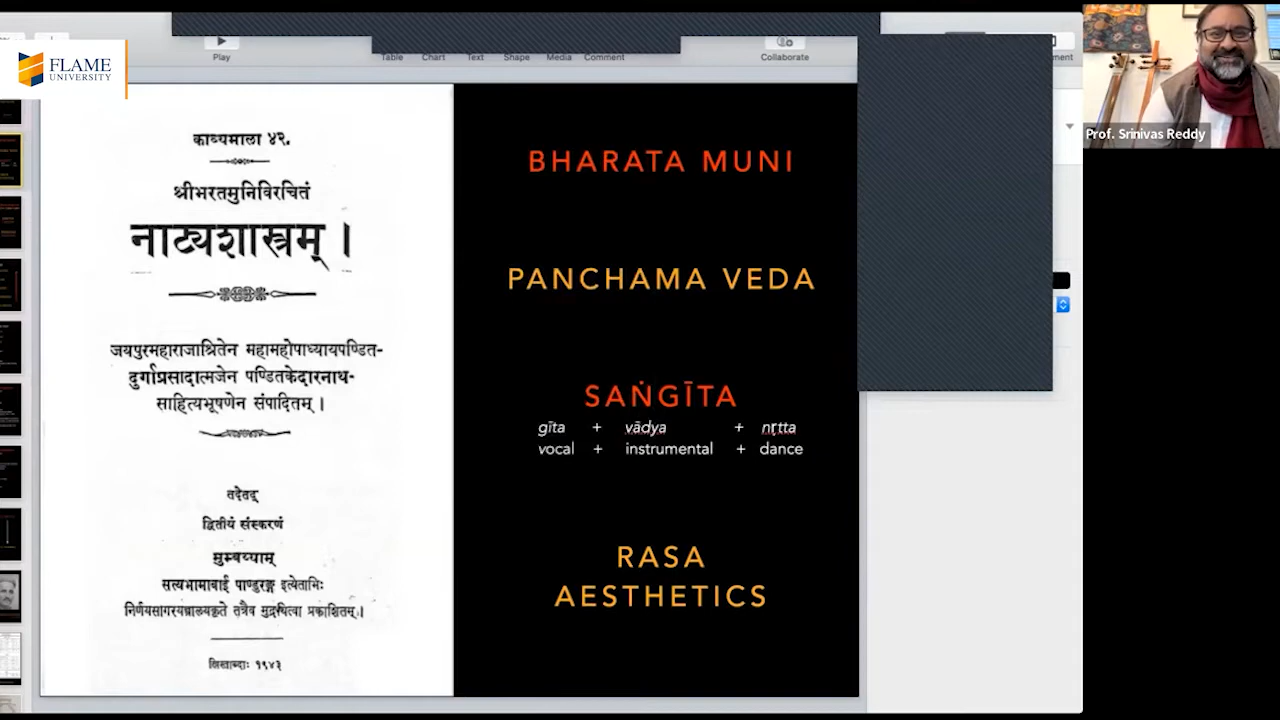 FLAME
UNIVERSITY
Play
Table
Chart
Text
Shape
Media
Comment
Collaborate
Prof. Srinivas Reddy
काव्यमाला ४२.
श्रीभरतमुनिविरचितं
नाट्यशास्त्रम् ।
जयपुरमहाराजाश्रितेन महामहोपाध्यायपण्डित-
दुर्गाप्रसादात्मजेन पण्डितकेदारनाथ-
साहित्यभूषणेन संपादितम् ।
तदेतद्
द्वितीयं संस्करणं
मुम्बय्याम्
सत्यभामाबाई पाण्डुरङ्ग इत्येताभिः
निर्णयसागरयन्त्रालयकृते तत्रैव मुद्रयित्वा प्रकाशितम् ।
ख्रिस्ताब्दाः १९४३
BHARATA MUNI
PANCHAMA VEDA
SAṄGĪTA
gīta + vādya + nṛtta
vocal + instrumental + dance
RASA
AESTHETICS